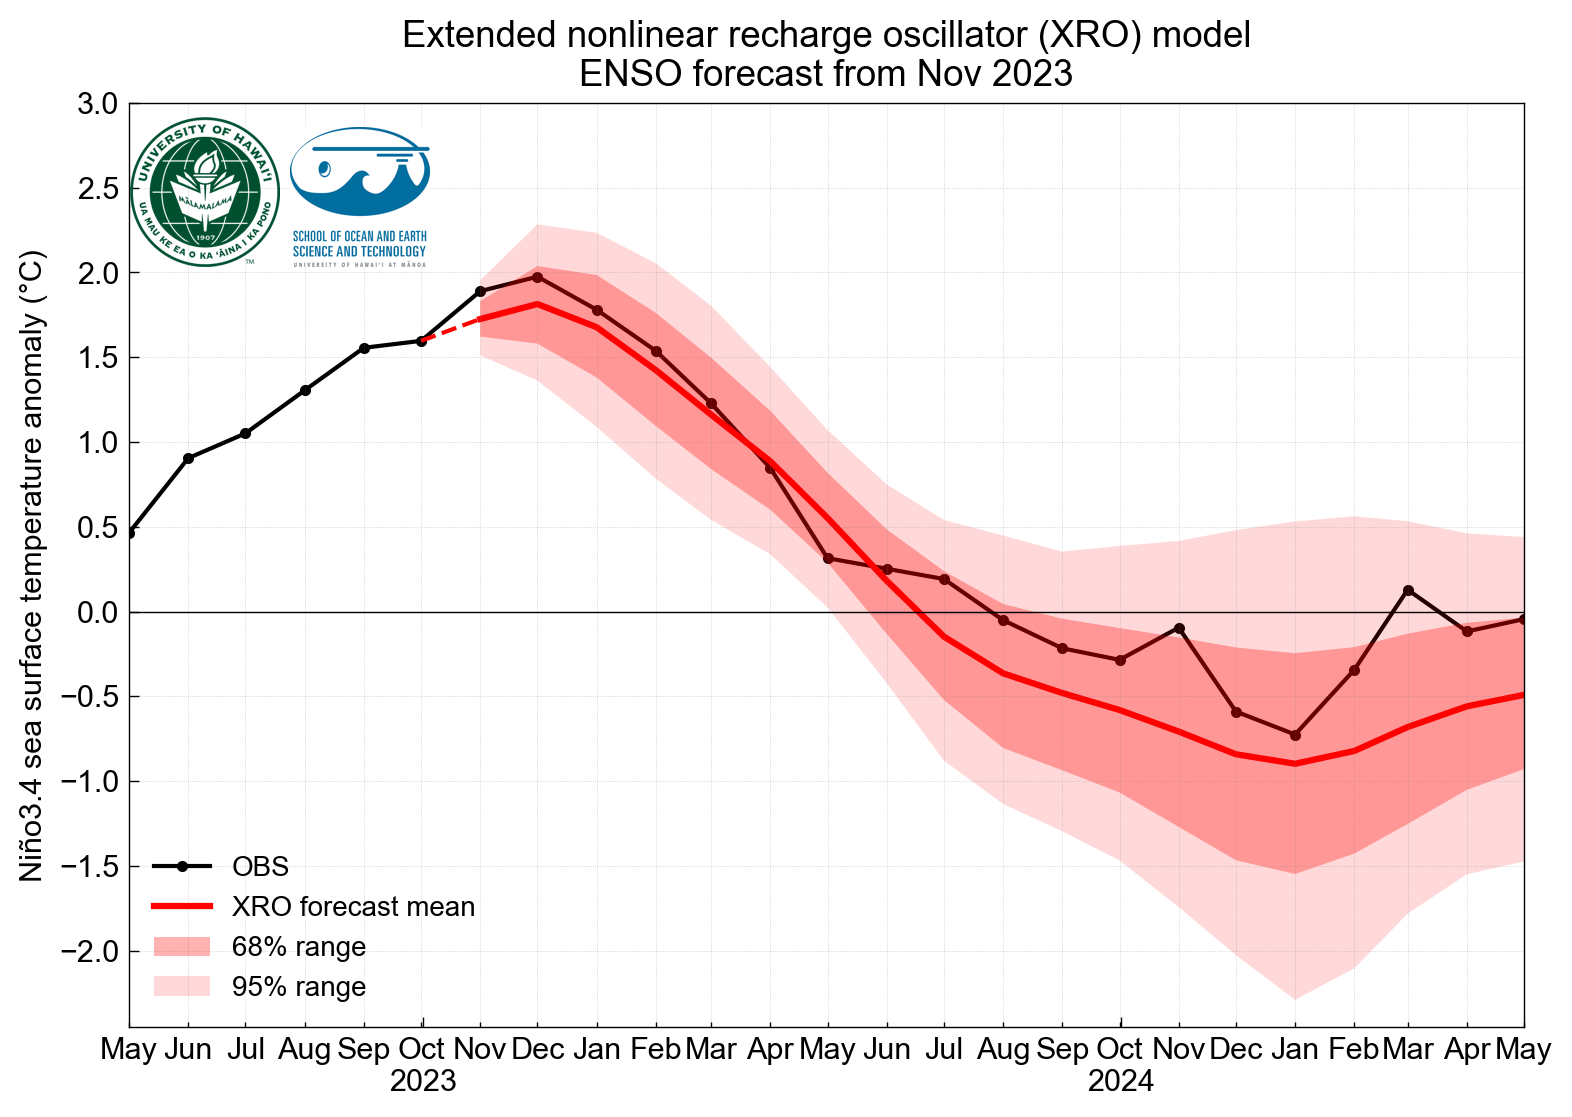 Extended nonlinear recharge oscillator (XRO) model
ENSO forecast from Nov 2023
3.0
2.5
2.0
1.5
1.0
0.5
0.0
−0.5
−1.0
−1.5
−2.0
Niño3.4 sea surface temperature anomaly (°C)
UNIVERSITY OF HAWAI'I
MĀLAMALAMA
1907
UA MAU KE EA O KA 'ĀINA I KA PONO
TM
SCHOOL OF OCEAN AND EARTH
SCIENCE AND TECHNOLOGY
UNIVERSITY OF HAWAI'I AT MĀNOA
OBS
XRO forecast mean
68% range
95% range
May Jun Jul Aug Sep Oct Nov Dec Jan Feb Mar Apr May Jun Jul Aug Sep Oct Nov Dec Jan Feb Mar Apr May
2023 2024